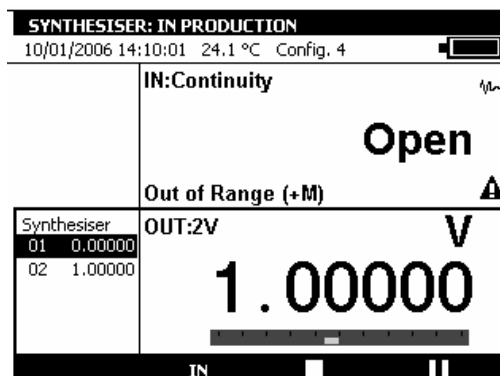 SYNTHESISER: IN PRODUCTION
10/01/2006 14:10:01 24.1 °C Config. 4
IN:Continuity
Open
Out of Range (+M)
Synthesiser
01 0.00000
02 1.00000
OUT:2V
V
1.00000
IN